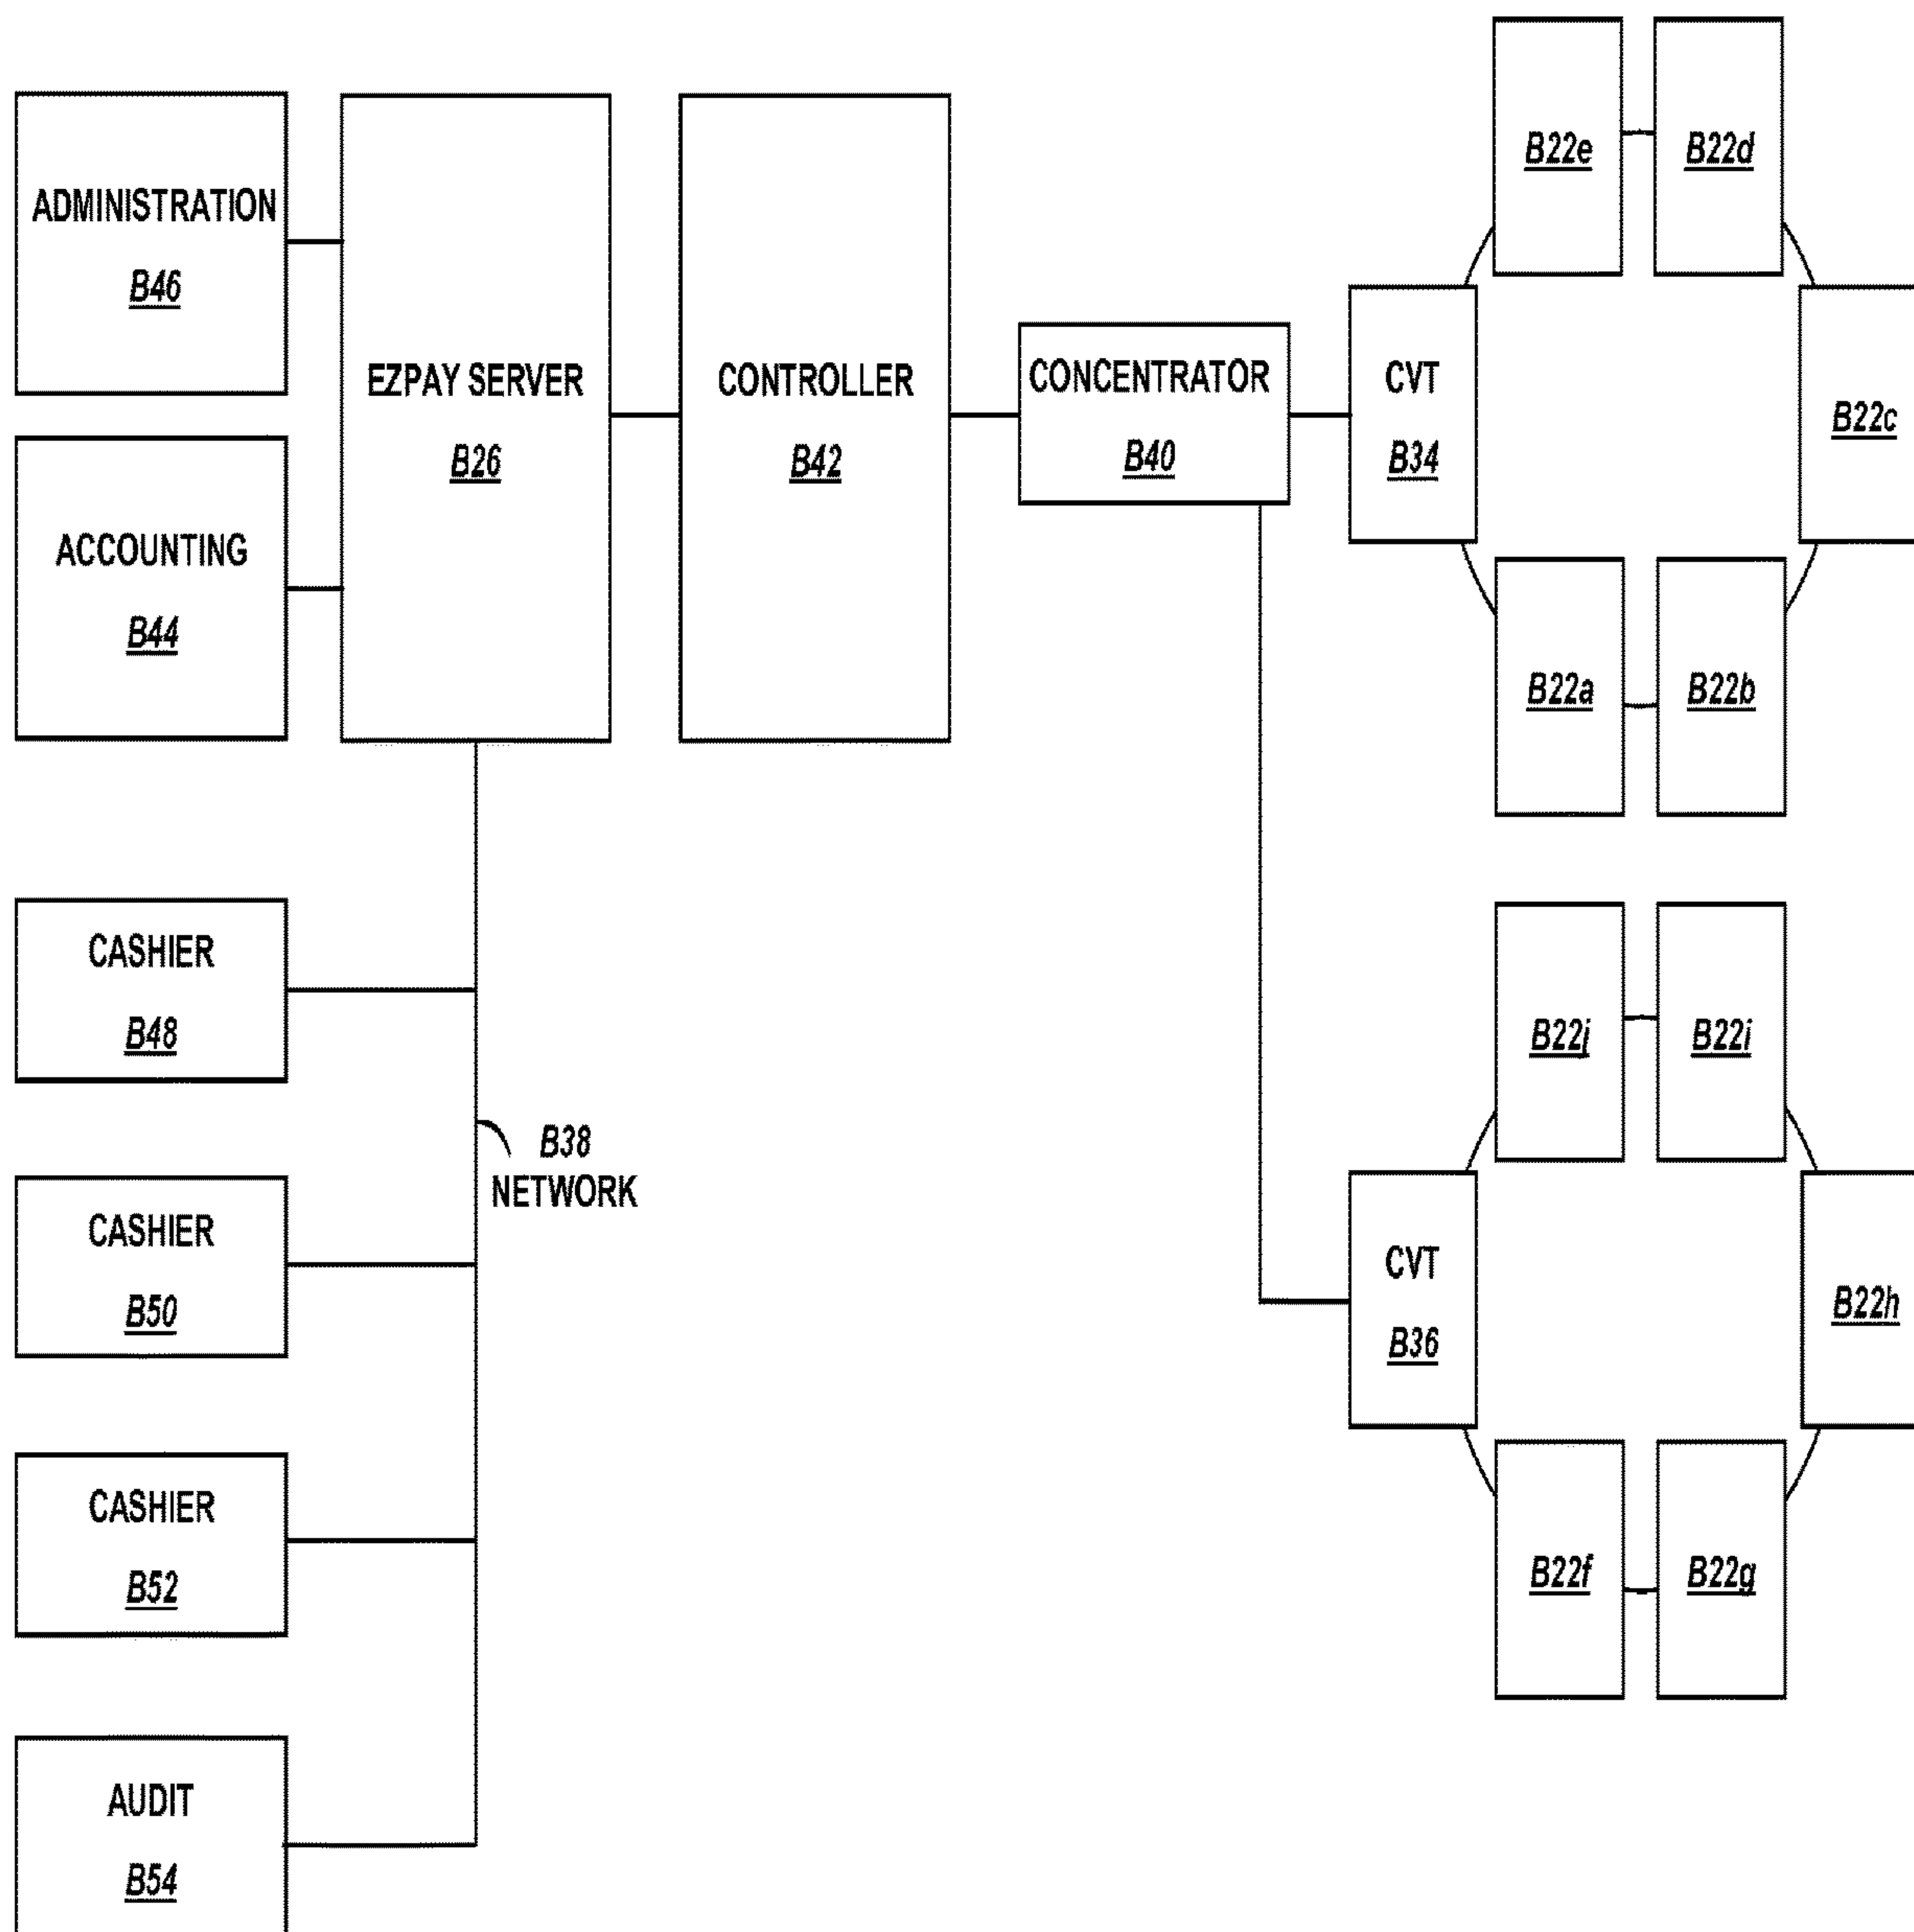 ADMINISTRATION
B46
ACCOUNTING
B44
EZPAY SERVER
B26
CONTROLLER
B42
CONCENTRATOR
B40
CVT
B34
B22e
B22d
B22c
B22a
B22b
CASHIER
B48
CASHIER
B50
CASHIER
B52
AUDIT
B54
B38
NETWORK
CVT
B36
B22j
B22i
B22h
B22f
B22g